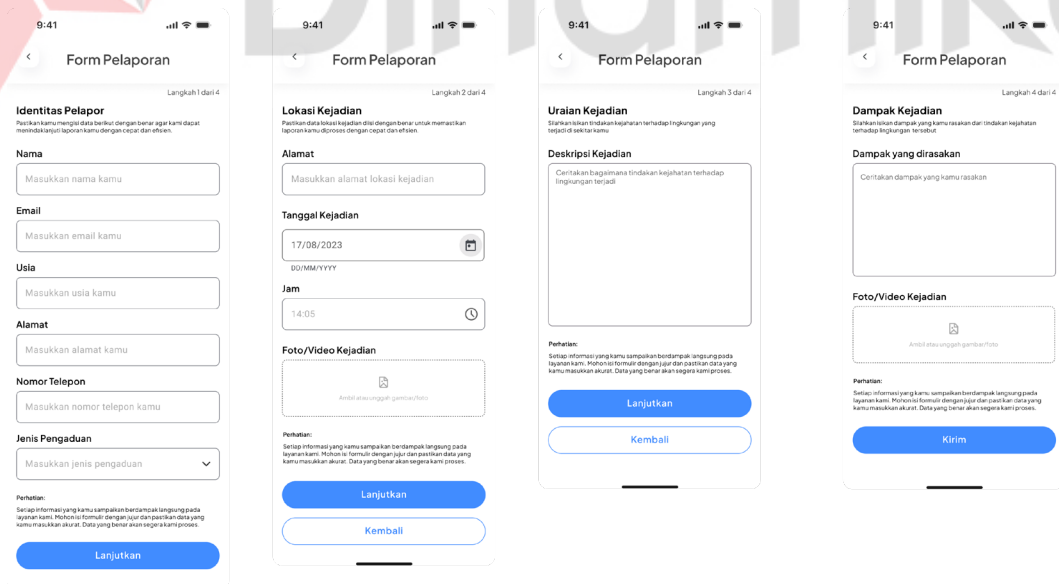 9:41
Form Pelaporan
Langkah 1 dari 4
Identitas Pelapor
Pastikan kamu mengisi data berikut dengan benar agar kami dapat
menindaklanjuti laporan kamu dengan cepat dan efisien.
Nama
Masukkan nama kamu
Email
Masukkan email kamu
Usia
Masukkan usia kamu
Alamat
Masukkan alamat kamu
Nomor Telepon
Masukkan nomor telepon kamu
Jenis Pengaduan
Masukkan jenis pengaduan
Perhatian:
Setiap informasi yang kamu sampaikan berdampak langsung pada
layanan kami. Mohon isi formulir dengan jujur dan pastikan data yang
kamu masukkan akurat. Data yang benar akan segera kami proses.
Lanjutkan
9:41
Form Pelaporan
Langkah 2 dari 4
Lokasi Kejadian
Pastikan data lokasi kejadian diisi dengan benar untuk memastikan
laporan kamu diproses dengan cepat dan efisien.
Alamat
Masukkan alamat lokasi kejadian
Tanggal Kejadian
17/08/2023
DD/MM/YYYY
Jam
14:05
Foto/Video Kejadian
Ambil atau unggah gambar/foto
Perhatian:
Setiap informasi yang kamu sampaikan berdampak langsung pada
layanan kami. Mohon isi formulir dengan jujur dan pastikan data yang
kamu masukkan akurat. Data yang benar akan segera kami proses.
Lanjutkan
Kembali
9:41
Form Pelaporan
Langkah 3 dari 4
Uraian Kejadian
Silahkan isikan tindakan kejahatan terhadap lingkungan yang
terjadi di sekitar kamu
Deskripsi Kejadian
Ceritakan bagaimana tindakan kejahatan terhadap
lingkungan terjadi
Perhatian:
Setiap informasi yang kamu sampaikan berdampak langsung pada
layanan kami. Mohon isi formulir dengan jujur dan pastikan data yang
kamu masukkan akurat. Data yang benar akan segera kami proses.
Lanjutkan
Kembali
9:41
Form Pelaporan
Langkah 4 dari 4
Dampak Kejadian
Silahkan isikan dampak yang kamu rasakan dari tindakan kejahatan
terhadap lingkungan tersebut
Dampak yang dirasakan
Ceritakan dampak yang kamu rasakan
Foto/Video Kejadian
Ambil atau unggah gambar/foto
Perhatian:
Setiap informasi yang kamu sampaikan berdampak langsung pada
layanan kami. Mohon isi formulir dengan jujur dan pastikan data yang
kamu masukkan akurat. Data yang benar akan segera kami proses.
Kirim